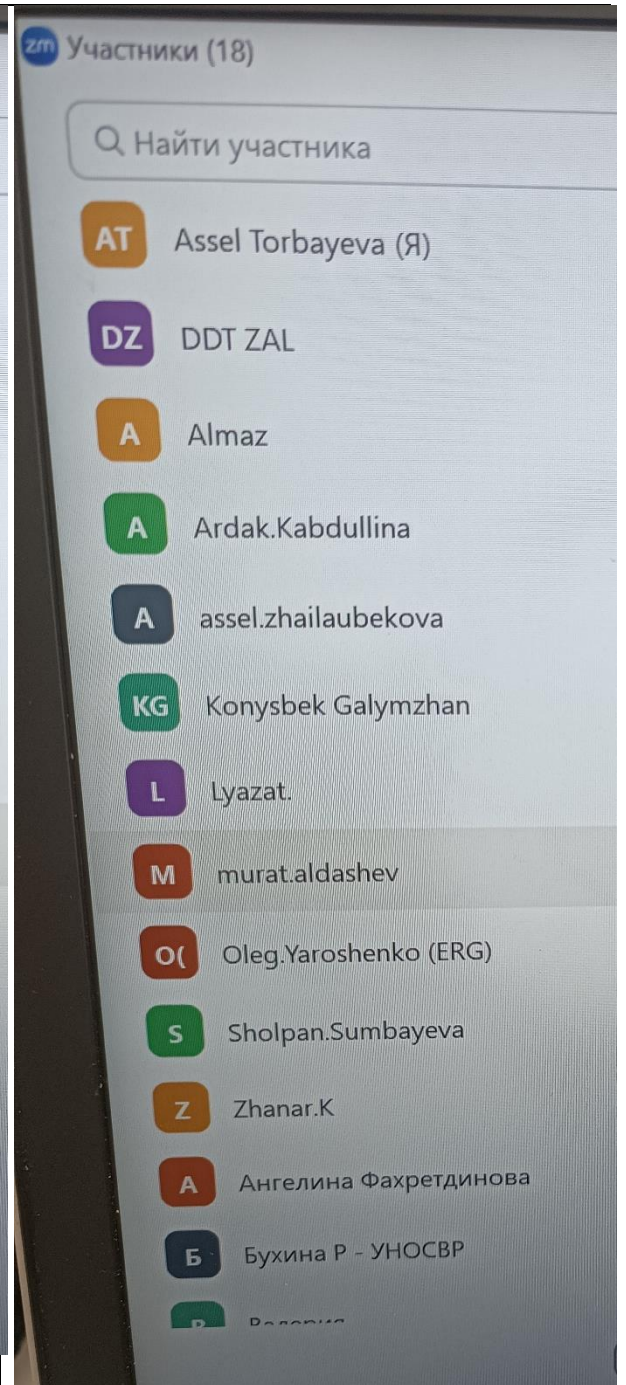 zm Участники (18)
Найти участника
AT Assel Torbayeva (Я)
DZ DDT ZAL
A Almaz
A Ardak.Kabdullina
A assel.zhailaubekova
KG Konysbek Galymzhan
L Lyazat.
M murat.aldashev
O( Oleg.Yaroshenko (ERG)
S Sholpan.Sumbayeva
Z Zhanar.K
А Ангелина Фахретдинова
Б Бухина Р - УНОСВР